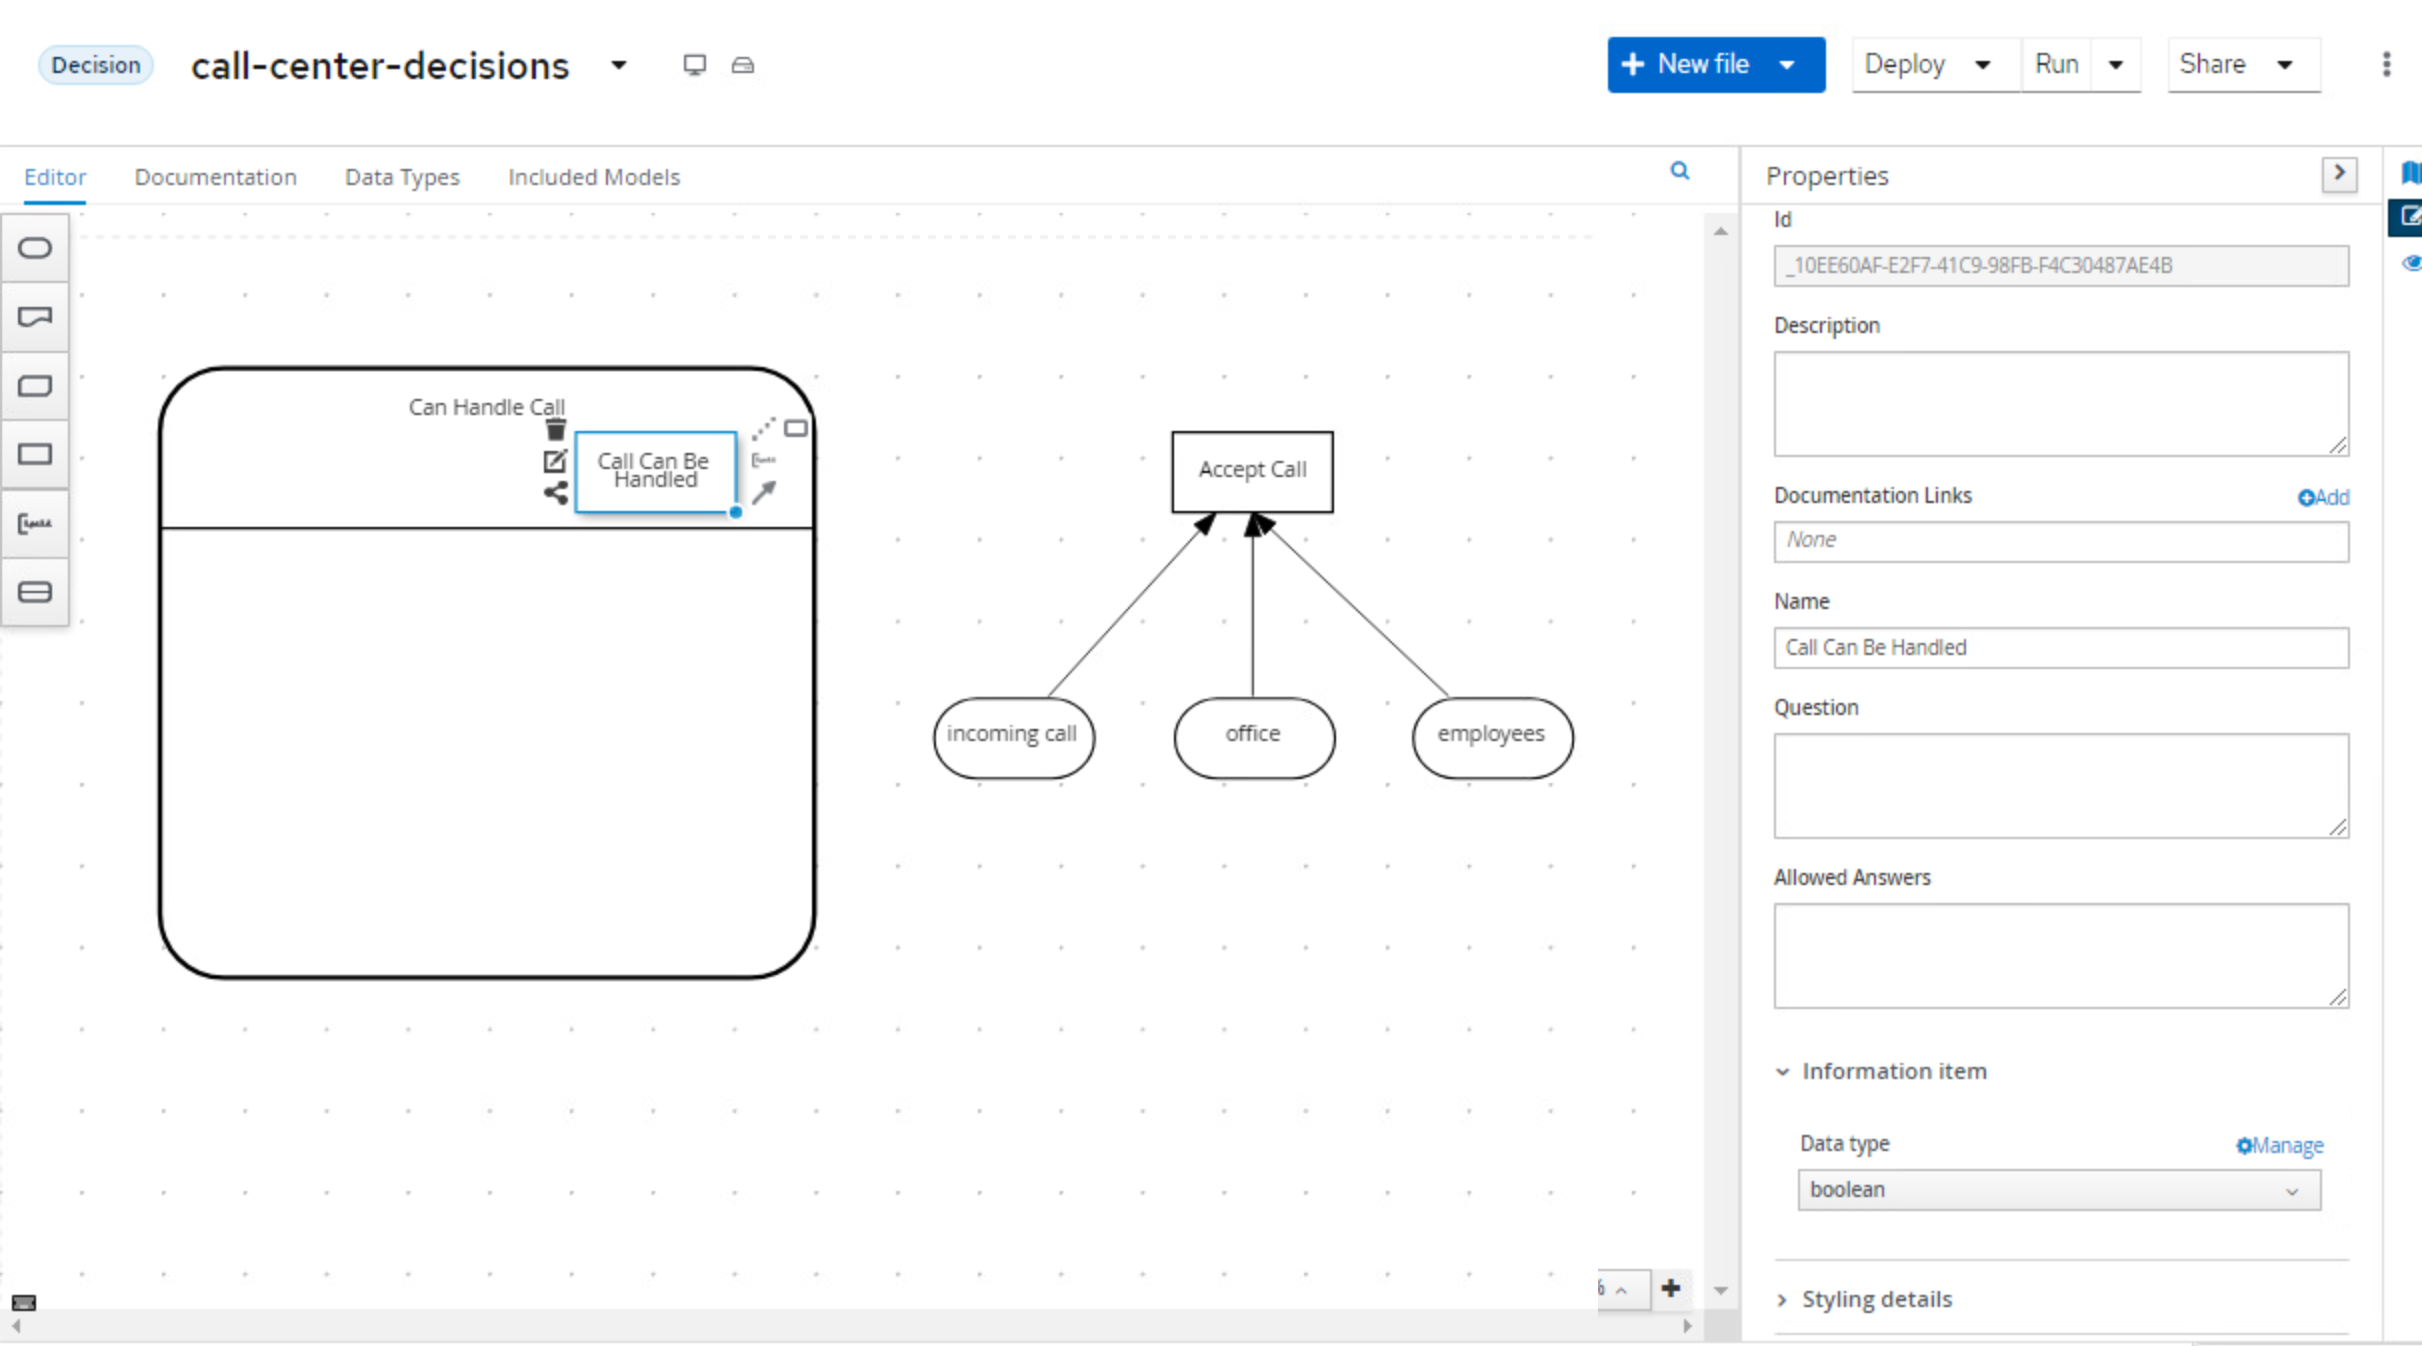 Decision
call-center-decisions
New file
Deploy
Run
Share
Editor
Documentation
Data Types
Included Models
Properties
Id
_10EE60AF-E2F7-41C9-98FB-F4C30487AE4B
Description
Documentation Links
Add
None
Name
Call Can Be Handled
Question
Allowed Answers
Information item
Data type
Manage
boolean
Styling details
Can Handle Call
Call Can Be
Handled
Accept Call
incoming call
office
employees